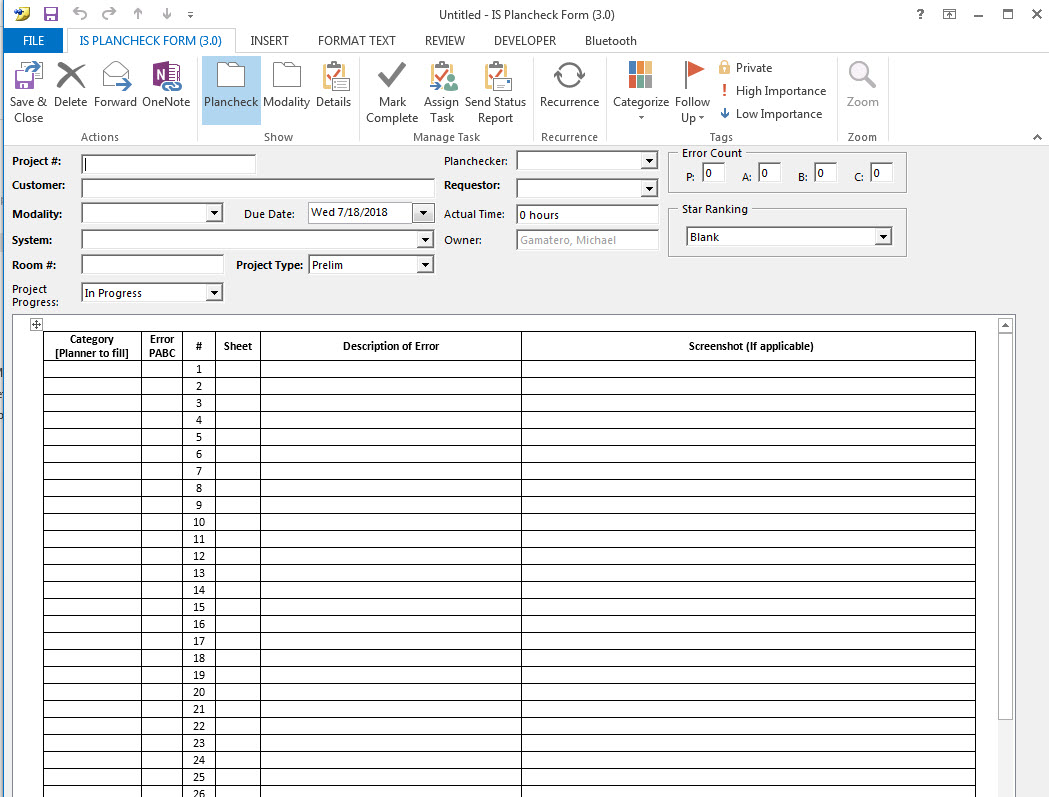 Untitled - IS Plancheck Form (3.0)
?
FILE IS PLANCHECK FORM (3.0) INSERT FORMAT TEXT REVIEW DEVELOPER Bluetooth
Save & Close Delete Forward OneNote Plancheck Modality Details Mark Complete Assign Task Send Status Report Recurrence Categorize Follow Up Private High Importance Low Importance Zoom
Actions Show Manage Task Recurrence Tags Zoom
Project #: Planchecker: Error Count
P: 0 A: 0 B: 0 C: 0
Customer: Requestor:
Modality: Due Date: Wed 7/18/2018 Actual Time: 0 hours Star Ranking
System: Owner: Gamatero, Michael Blank
Room #: Project Type: Prelim
Project Progress: In Progress
Category [Planner to fill] Error PABC # Sheet Description of Error Screenshot (If applicable)
1
2
3
4
5
6
7
8
9
10
11
12
13
14
15
16
17
18
19
20
21
22
23
24
25
26